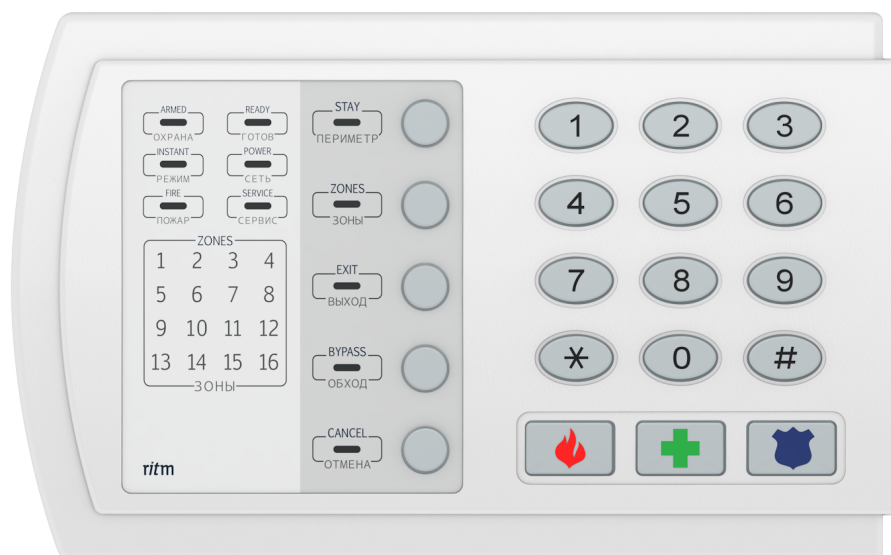 ARMED
ОХРАНА
READY
ГОТОВ
INSTANT
РЕЖИМ
POWER
СЕТЬ
FIRE
ПОЖАР
SERVICE
СЕРВИС
ZONES
1 2 3 4
5 6 7 8
9 10 11 12
13 14 15 16
ЗОНЫ
ritm
STAY
ПЕРИМЕТР
ZONES
ЗОНЫ
EXIT
ВЫХОД
BYPASS
ОБХОД
CANCEL
ОТМЕНА
1 2 3
4 5 6
7 8 9
* 0 #